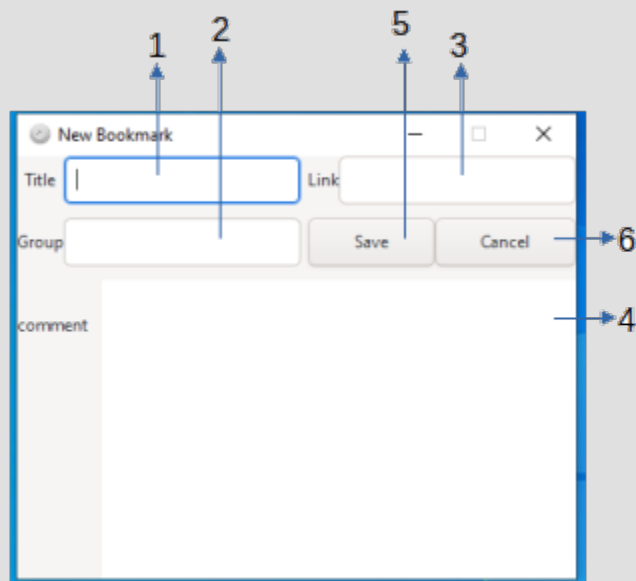 1 2 5 3
New Bookmark
Title Link
Group Save Cancel 6
comment 4